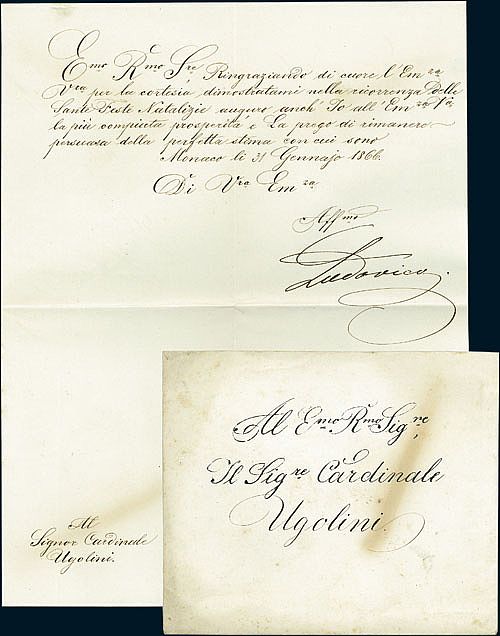 Emo Rmo Sre Ringraziando di cuore l'Emza
Vra per la cortesia dimostratami nella ricorrenza delle
Sante Feste Natalizie auguro anch'Io all'Emza Va
la più compiuta prosperità e La prego di rimanere
persuasa della perfetta stima con cui sono
Monaco li 31 Gennajo 1866.
Di Vra Emza
Affmo
Ludovico.
Al
Signor Cardinale
Ugolini.
Al Emo Rmo Signre,
Il Sigre Cardinale
Ugolini.